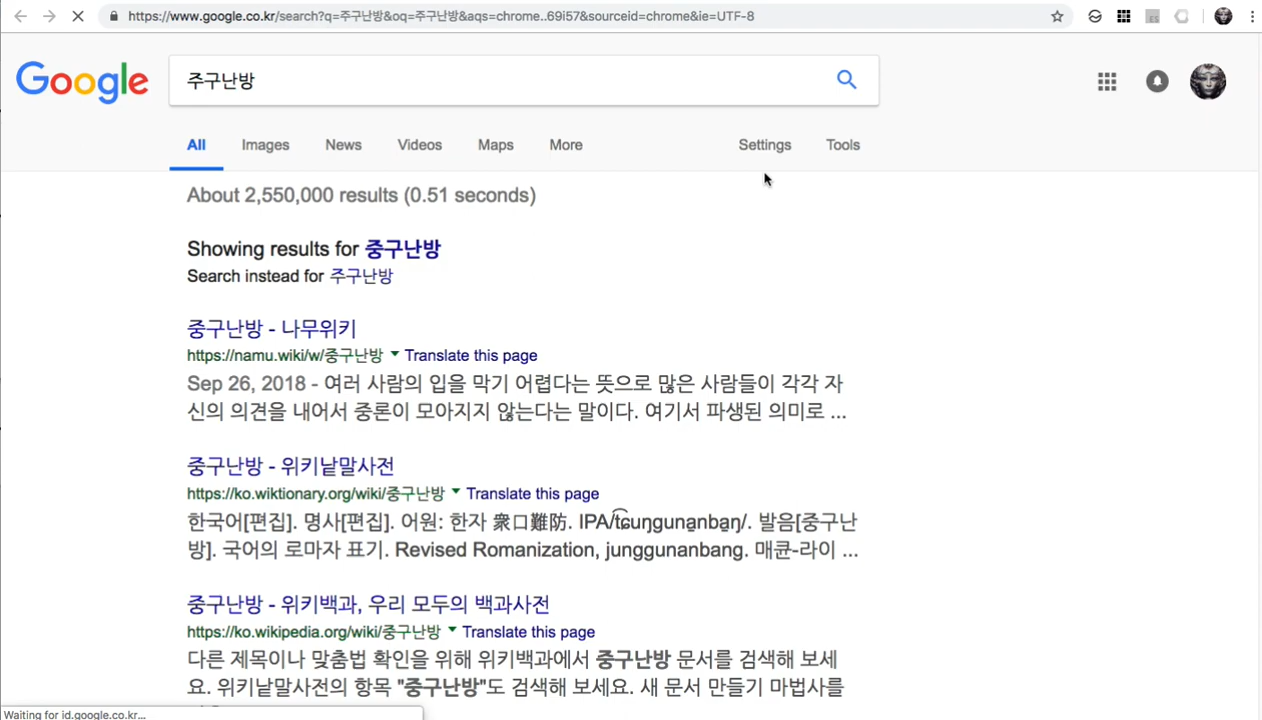 https://www.google.co.kr/search?q=주구난방&oq=주구난방&aqs=chrome..69i57&sourceid=chrome&ie=UTF-8
Google
주구난방
All Images News Videos Maps More Settings Tools
About 2,550,000 results (0.51 seconds)
Showing results for 중구난방
Search instead for 주구난방
중구난방 - 나무위키
https://namu.wiki/w/중구난방 Translate this page
Sep 26, 2018 - 여러 사람의 입을 막기 어렵다는 뜻으로 많은 사람들이 각각 자
신의 의견을 내어서 중론이 모아지지 않는다는 말이다. 여기서 파생된 의미로 ...
중구난방 - 위키낱말사전
https://ko.wiktionary.org/wiki/중구난방 Translate this page
한국어[편집]. 명사[편집]. 어원: 한자 衆口難防. IPA/t͡ɕuŋɡuna̠nba̠ŋ/. 발음[중구난
방]. 국어의 로마자 표기. Revised Romanization, junggunanbang. 매큔-라이 ...
중구난방 - 위키백과, 우리 모두의 백과사전
https://ko.wikipedia.org/wiki/중구난방 Translate this page
다른 제목이나 맞춤법 확인을 위해 위키백과에서 중구난방 문서를 검색해 보세
요. 위키낱말사전의 항목 "중구난방"도 검색해 보세요. 새 문서 만들기 마법사를
Waiting for id.google.co.kr...